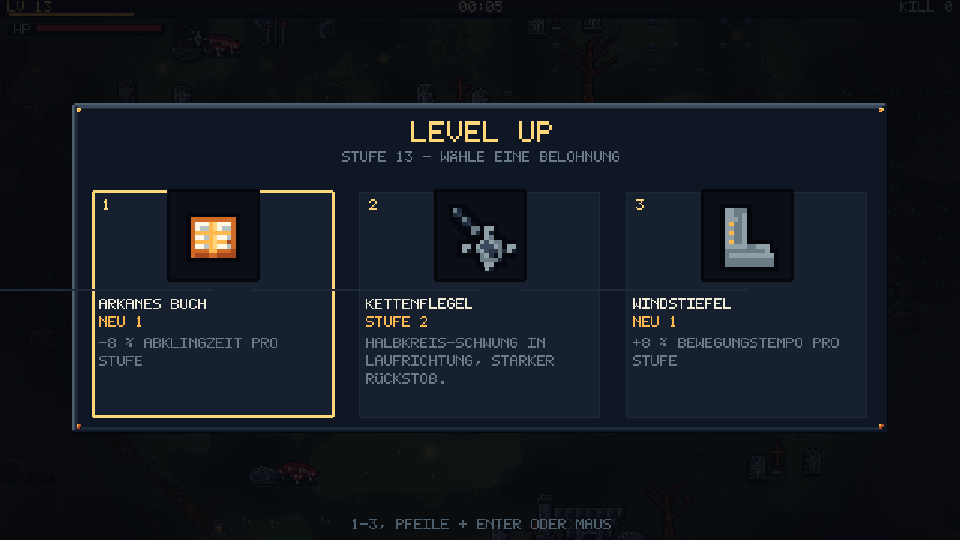 LV 13
00:05
KILL 0
HP
LEVEL UP
STUFE 13 - WÄHLE EINE BELOHNUNG
1
2
3
ARKANES BUCH
NEU 1
-8 % ABKLINGZEIT PRO
STUFE
KETTENFLEGEL
STUFE 2
HALBKREIS-SCHWUNG IN
LAUFRICHTUNG, STARKER
RÜCKSTOB.
WINDSTIEFEL
NEU 1
+8 % BEWEGUNGSTEMPO PRO
STUFE
1-3, PFEILE + ENTER ODER MAUS